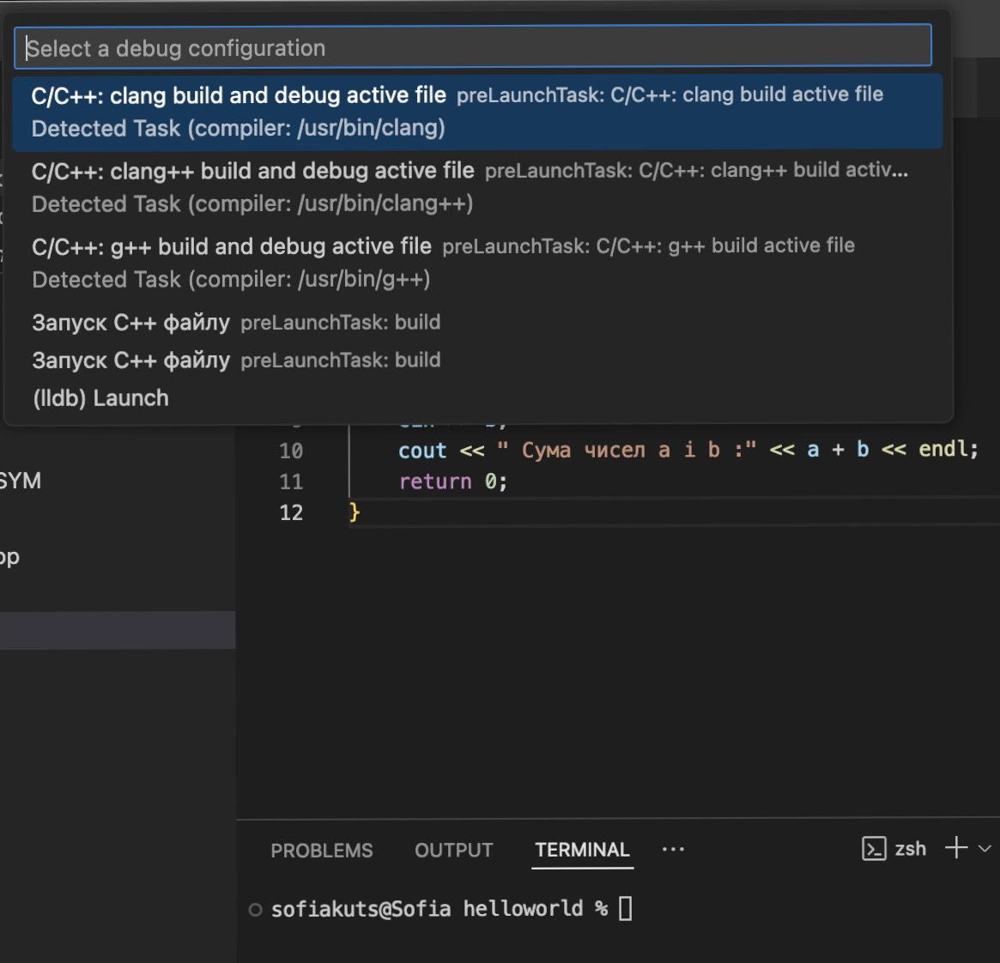 Select a debug configuration
C/C++: clang build and debug active file preLaunchTask: C/C++: clang build active file
Detected Task (compiler: /usr/bin/clang)
C/C++: clang++ build and debug active file preLaunchTask: C/C++: clang++ build activ...
Detected Task (compiler: /usr/bin/clang++)
C/C++: g++ build and debug active file preLaunchTask: C/C++: g++ build active file
Detected Task (compiler: /usr/bin/g++)
Запуск C++ файлу preLaunchTask: build
Запуск C++ файлу preLaunchTask: build
(lldb) Launch
10 cout << " Сума чисел a i b :" << a + b << endl;
SYM
11 return 0;
12 }
pp
PROBLEMS OUTPUT TERMINAL ... zsh
sofiakuts@Sofia helloworld %